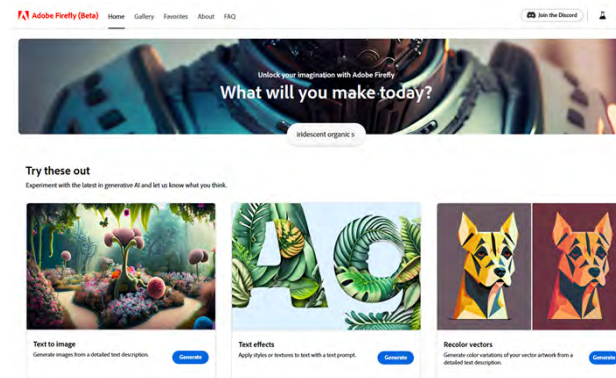 Adobe Firefly (Beta) Home Gallery Favorites About FAQ Join the Discord
Unlock your imagination with Adobe Firefly
What will you make today?
iridescent organic s
Try these out
Experiment with the latest in generative AI and let us know what you think.
Ag
Text to image
Generate images from a detailed text description.
Generate
Text effects
Apply styles or textures to text with a text prompt.
Generate
Recolor vectors
Generate color variations of your vector artwork from a
detailed text description.
Generate